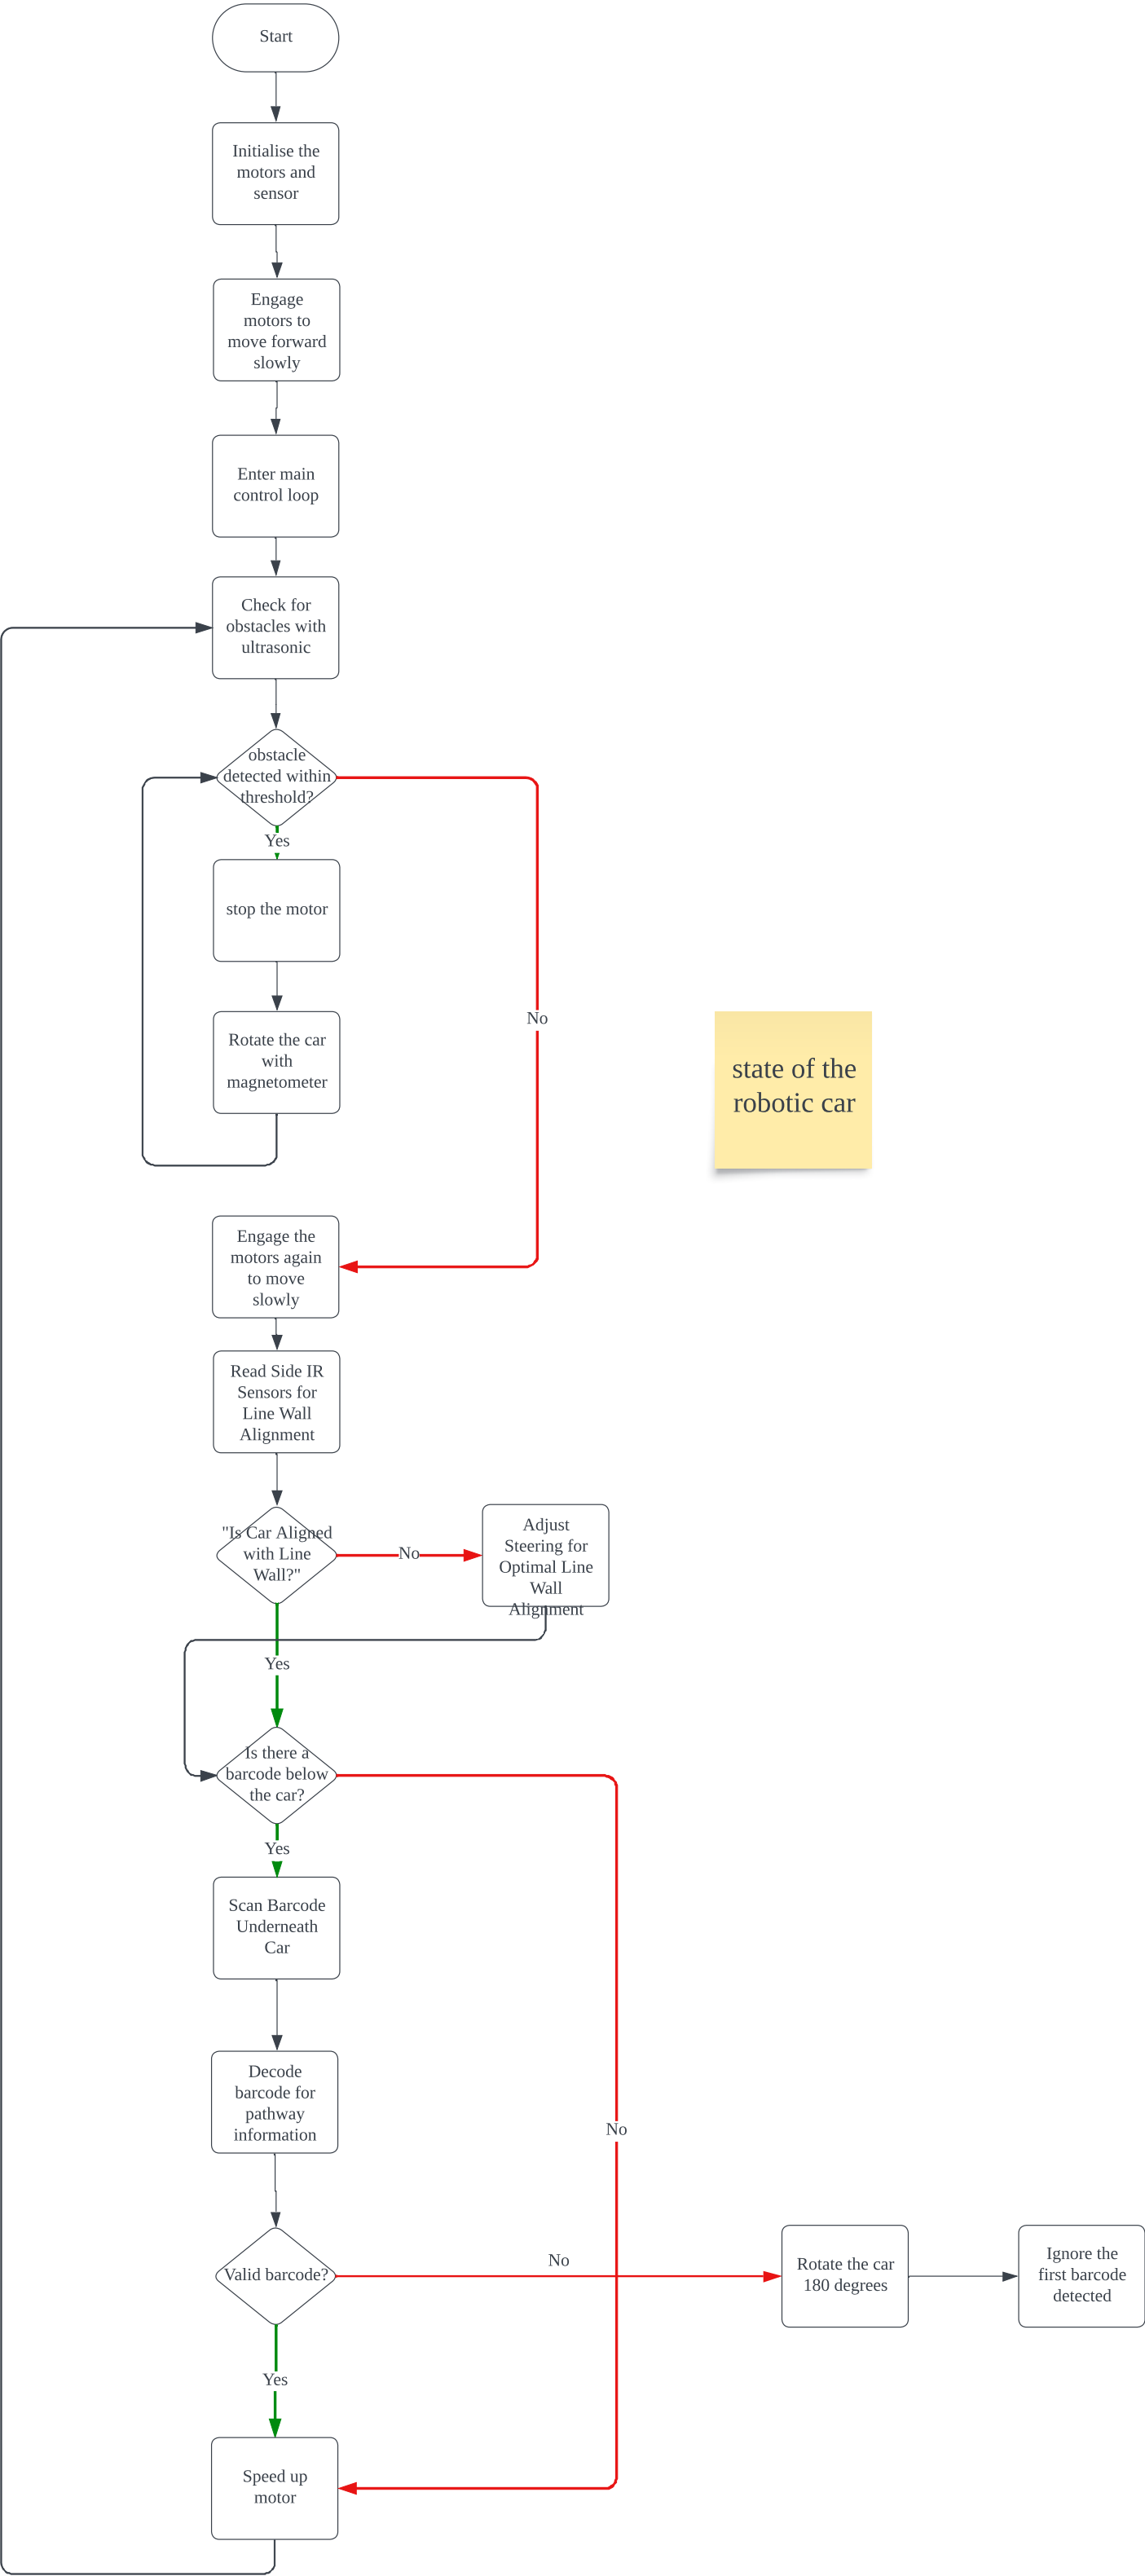 Start
Initialise the
motors and
sensor
Engage
motors to
move forward
slowly
Enter main
control loop
Check for
obstacles with
ultrasonic
obstacle
detected within
threshold?
Yes
stop the motor
No
Rotate the car
with
magnetometer
state of the
robotic car
Engage the
motors again
to move
slowly
Read Side IR
Sensors for
Line Wall
Alignment
"Is Car Aligned
with Line
Wall?"
No
Adjust
Steering for
Optimal Line
Wall
Alignment
Yes
Is there a
barcode below
the car?
Yes
Scan Barcode
Underneath
Car
Decode
barcode for
pathway
information
No
Valid barcode?
No
Rotate the car
180 degrees
Ignore the
first barcode
detected
Yes
Speed up
motor